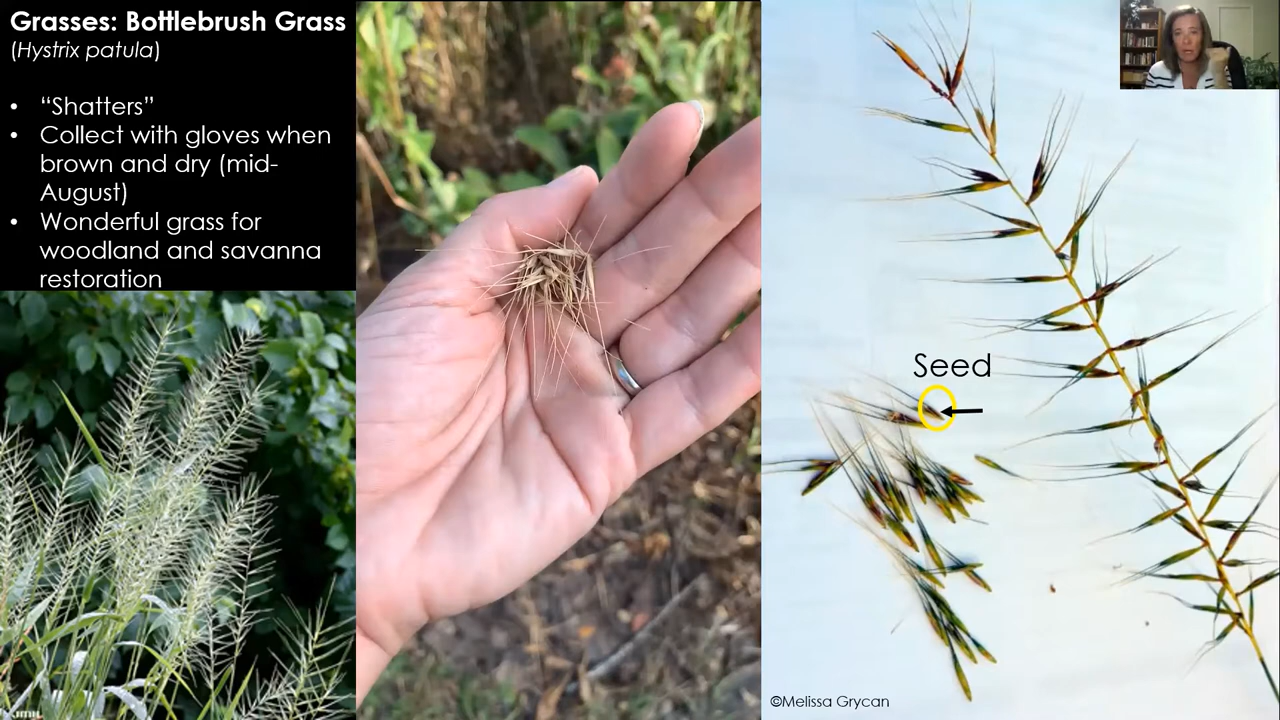 Grasses: Bottlebrush Grass
(Hystrix patula)
• “Shatters”
• Collect with gloves when
brown and dry (mid-
August)
• Wonderful grass for
woodland and savanna
restoration
Seed
©Melissa Grycan